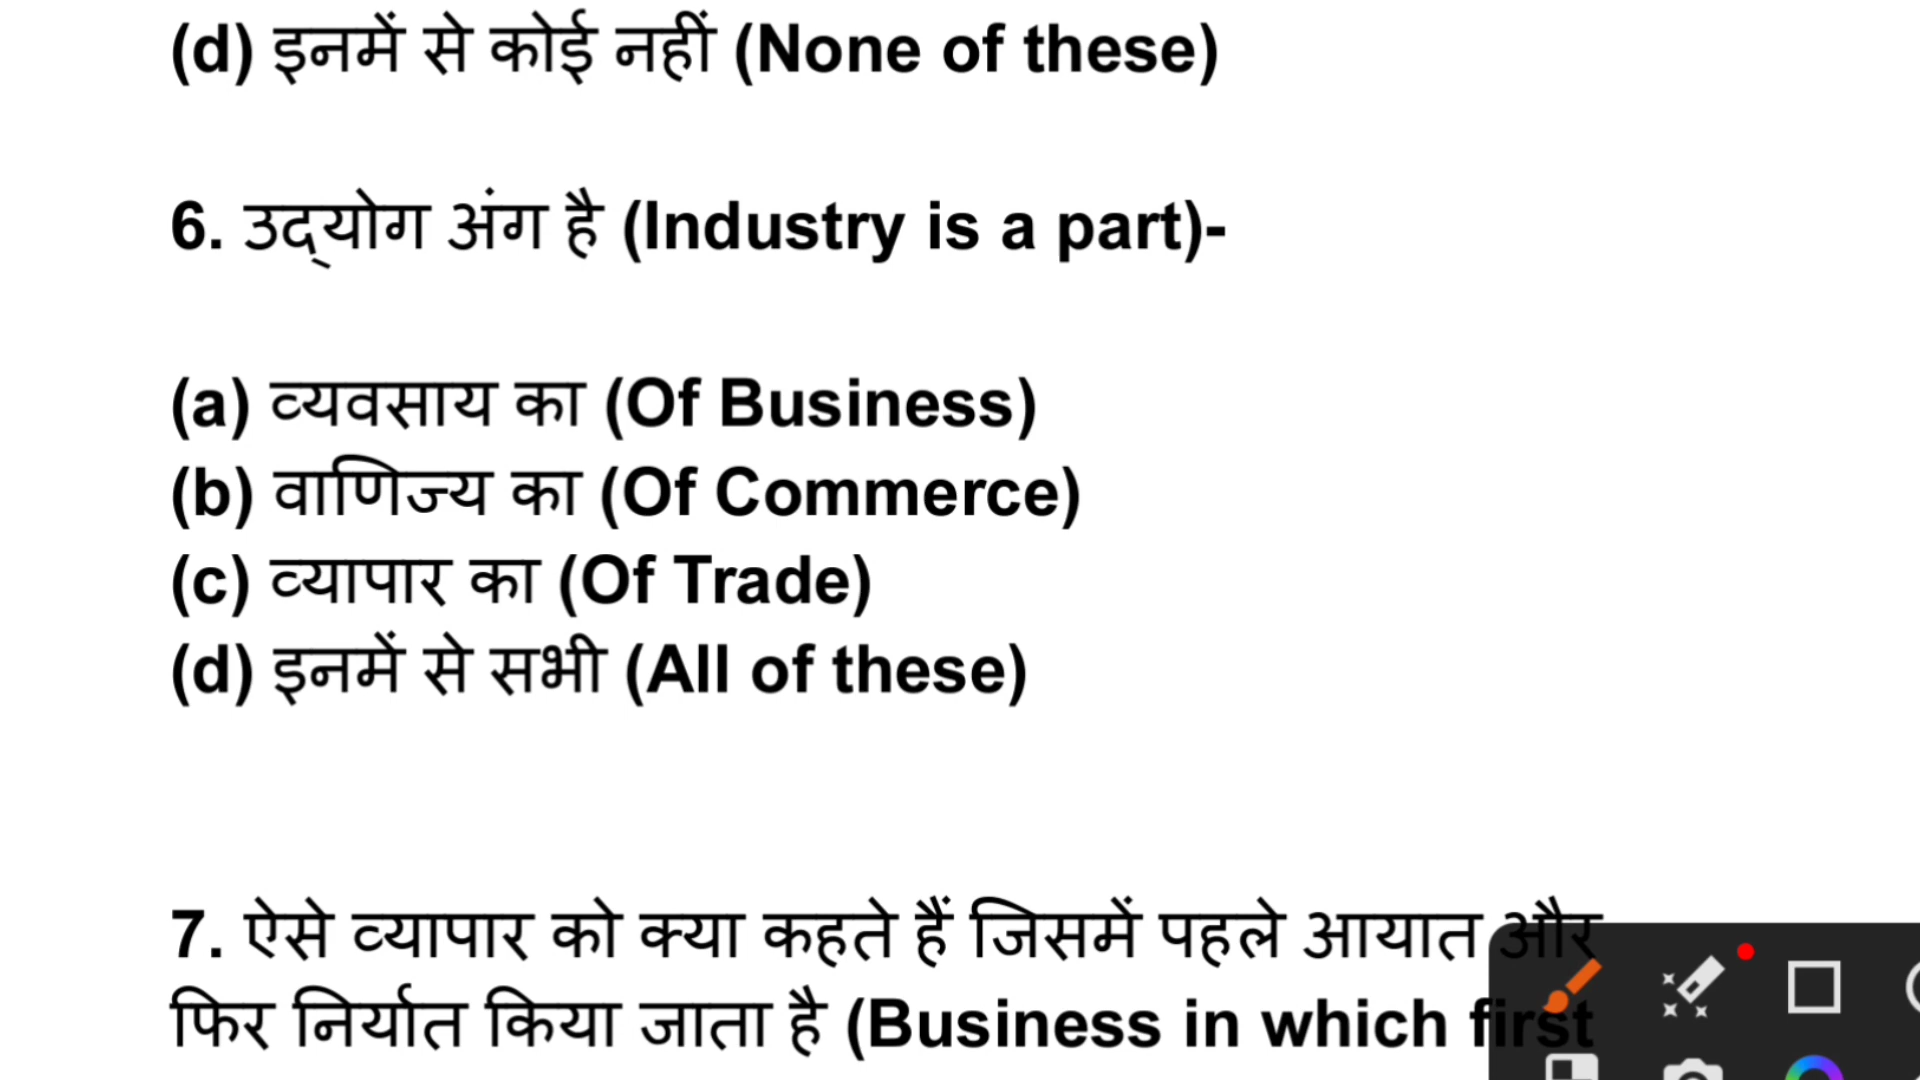 (d) इनमें से कोई नहीं (None of these)
6. उद्योग अंग है (Industry is a part)-
(a) व्यवसाय का (Of Business)
(b) वाणिज्य का (Of Commerce)
(c) व्यापार का (Of Trade)
(d) इनमें से सभी (All of these)
7. ऐसे व्यापार को क्या कहते हैं जिसमें पहले आयात और
फिर निर्यात किया जाता है (Business in which first